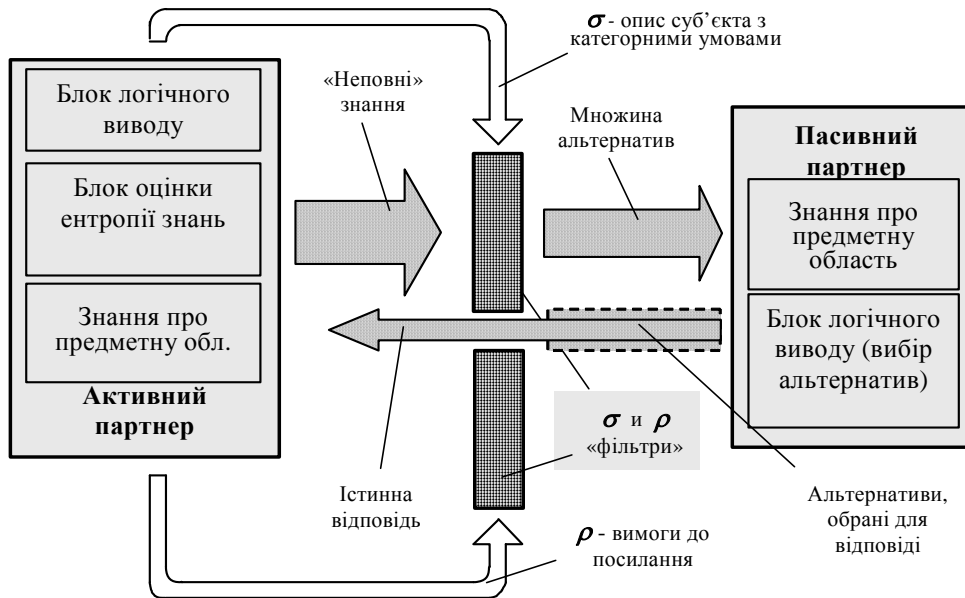 σ - опис суб’єкта з
категорними умовами
«Неповні»
знання
Множина
альтернатив
Блок логічного
виводу
Блок оцінки
ентропії знань
Знання про
предметну обл.
Активний
партнер
Пасивний
партнер
Знання про
предметну
область
Блок логічного
виводу (вибір
альтернатив)
σ и ρ
«фільтри»
Істинна
відповідь
Альтернативи,
обрані для
відповіді
ρ - вимоги до
посилання